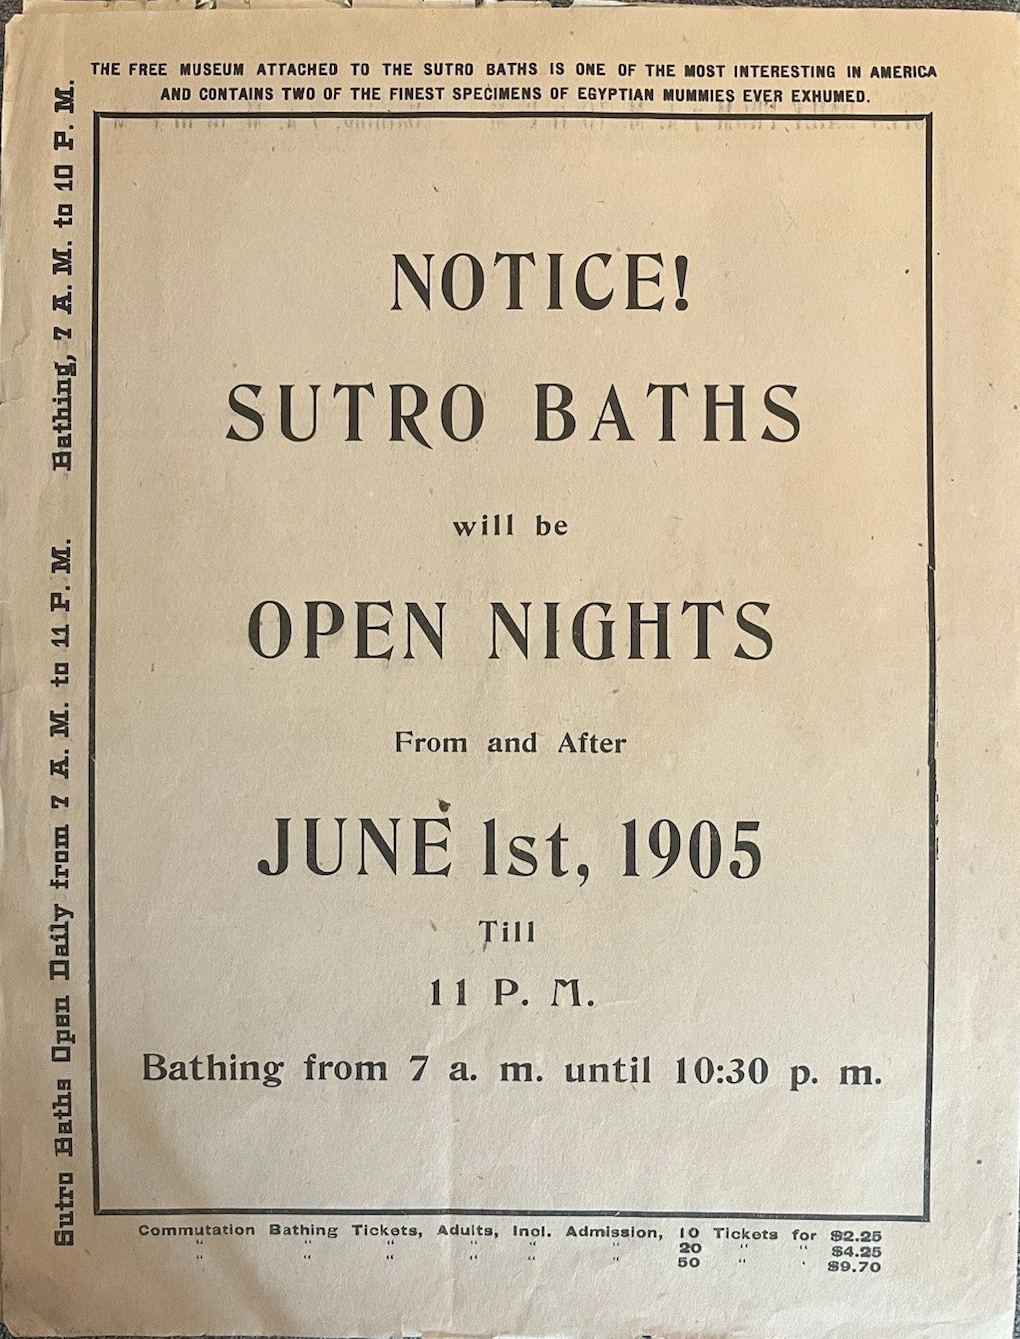 THE FREE MUSEUM ATTACHED TO THE SUTRO BATHS IS ONE OF THE MOST INTERESTING IN AMERICA
AND CONTAINS TWO OF THE FINEST SPECIMENS OF EGYPTIAN MUMMIES EVER EXHUMED.
Sutro Baths Open Daily from 7 A. M. to 11 P. M. Bathing, 7 A. M. to 10 P. M.
NOTICE!
SUTRO BATHS
will be
OPEN NIGHTS
From and After
JUNE 1st, 1905
Till
11 P. M.
Bathing from 7 a. m. until 10:30 p. m.
Commutation Bathing Tickets, Adults, Incl. Admission, 10 Tickets for $2.25
" " " " " " 20 " " $4.25
" " " " " " 50 " ' $9.70